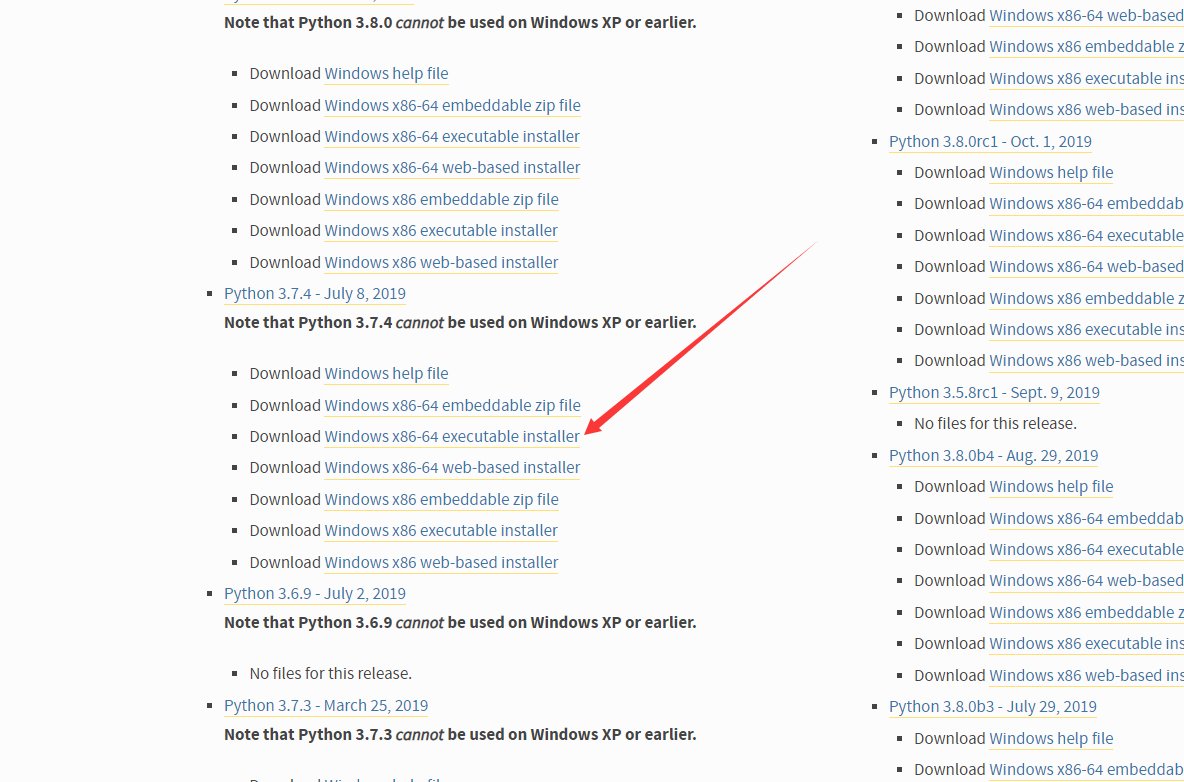 Note that Python 3.8.0 cannot be used on Windows XP or earlier.
Download Windows help file
Download Windows x86-64 embeddable zip file
Download Windows x86-64 executable installer
Download Windows x86-64 web-based installer
Download Windows x86 embeddable zip file
Download Windows x86 executable installer
Download Windows x86 web-based installer
Python 3.7.4 - July 8, 2019
Note that Python 3.7.4 cannot be used on Windows XP or earlier.
Download Windows help file
Download Windows x86-64 embeddable zip file
Download Windows x86-64 executable installer
Download Windows x86-64 web-based installer
Download Windows x86 embeddable zip file
Download Windows x86 executable installer
Download Windows x86 web-based installer
Python 3.6.9 - July 2, 2019
Note that Python 3.6.9 cannot be used on Windows XP or earlier.
No files for this release.
Python 3.7.3 - March 25, 2019
Note that Python 3.7.3 cannot be used on Windows XP or earlier.
Download Windows x86-64 web-based
Download Windows x86 embeddable z
Download Windows x86 executable ins
Download Windows x86 web-based ins
Python 3.8.0rc1 - Oct. 1, 2019
Download Windows help file
Download Windows x86-64 embeddab
Download Windows x86-64 executable
Download Windows x86-64 web-based
Download Windows x86 embeddable z
Download Windows x86 executable ins
Download Windows x86 web-based ins
Python 3.5.8rc1 - Sept. 9, 2019
No files for this release.
Python 3.8.0b4 - Aug. 29, 2019
Download Windows help file
Download Windows x86-64 embeddab
Download Windows x86-64 executable
Download Windows x86-64 web-based
Download Windows x86 embeddable z
Download Windows x86 executable ins
Download Windows x86 web-based ins
Python 3.8.0b3 - July 29, 2019
Download Windows help file
Download Windows x86-64 embeddab